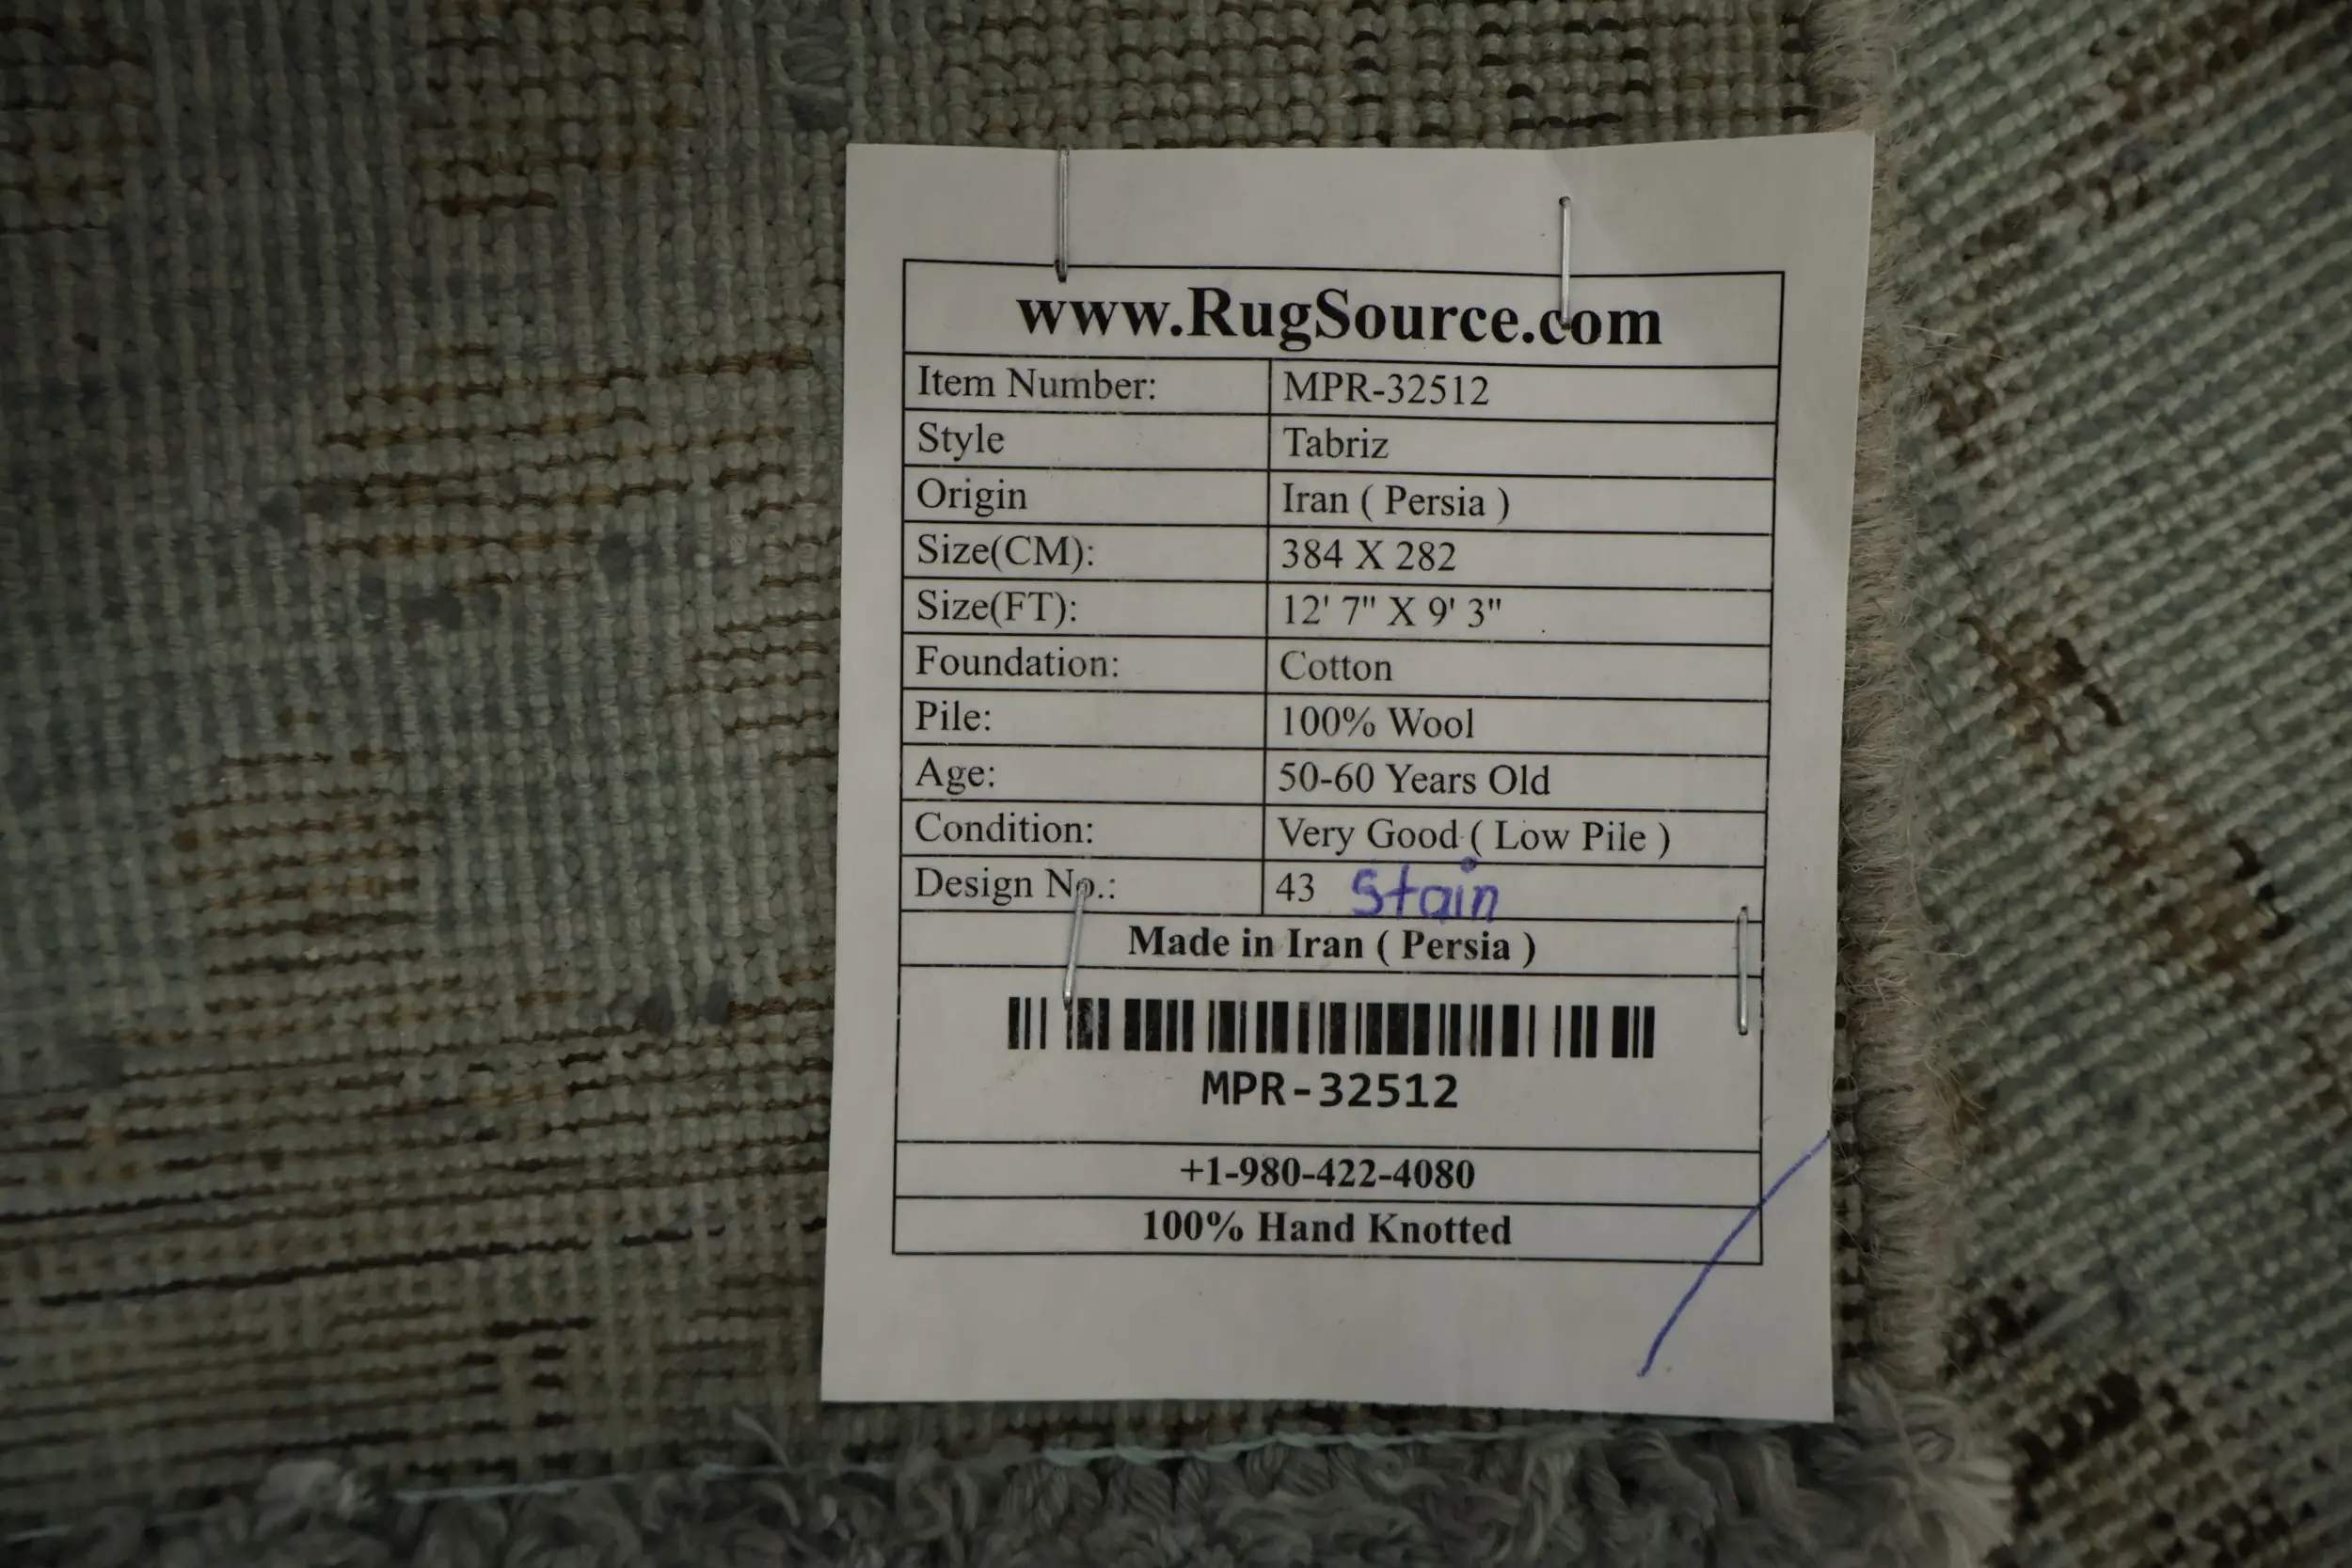 www.RugSource.com
Item Number: MPR-32512
Style Tabriz
Origin Iran ( Persia )
Size(CM): 384 X 282
Size(FT): 12' 7" X 9' 3"
Foundation: Cotton
Pile: 100% Wool
Age: 50-60 Years Old
Condition: Very Good ( Low Pile )
Design No.: 43 Stain
Made in Iran ( Persia )
MPR-32512
+1-980-422-4080
100% Hand Knotted